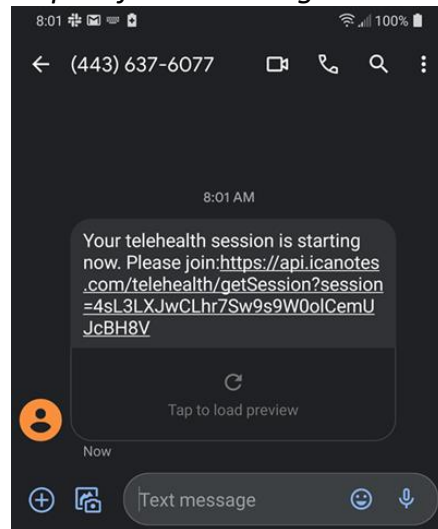 8:01 100%
(443) 637-6077
8:01 AM
Your telehealth session is starting
now. Please join:https://api.icanotes
.com/telehealth/getSession?session
=4sL3LXJwCLhr7Sw9s9W0olCemU
JcBH8V
Tap to load preview
Now
Text message